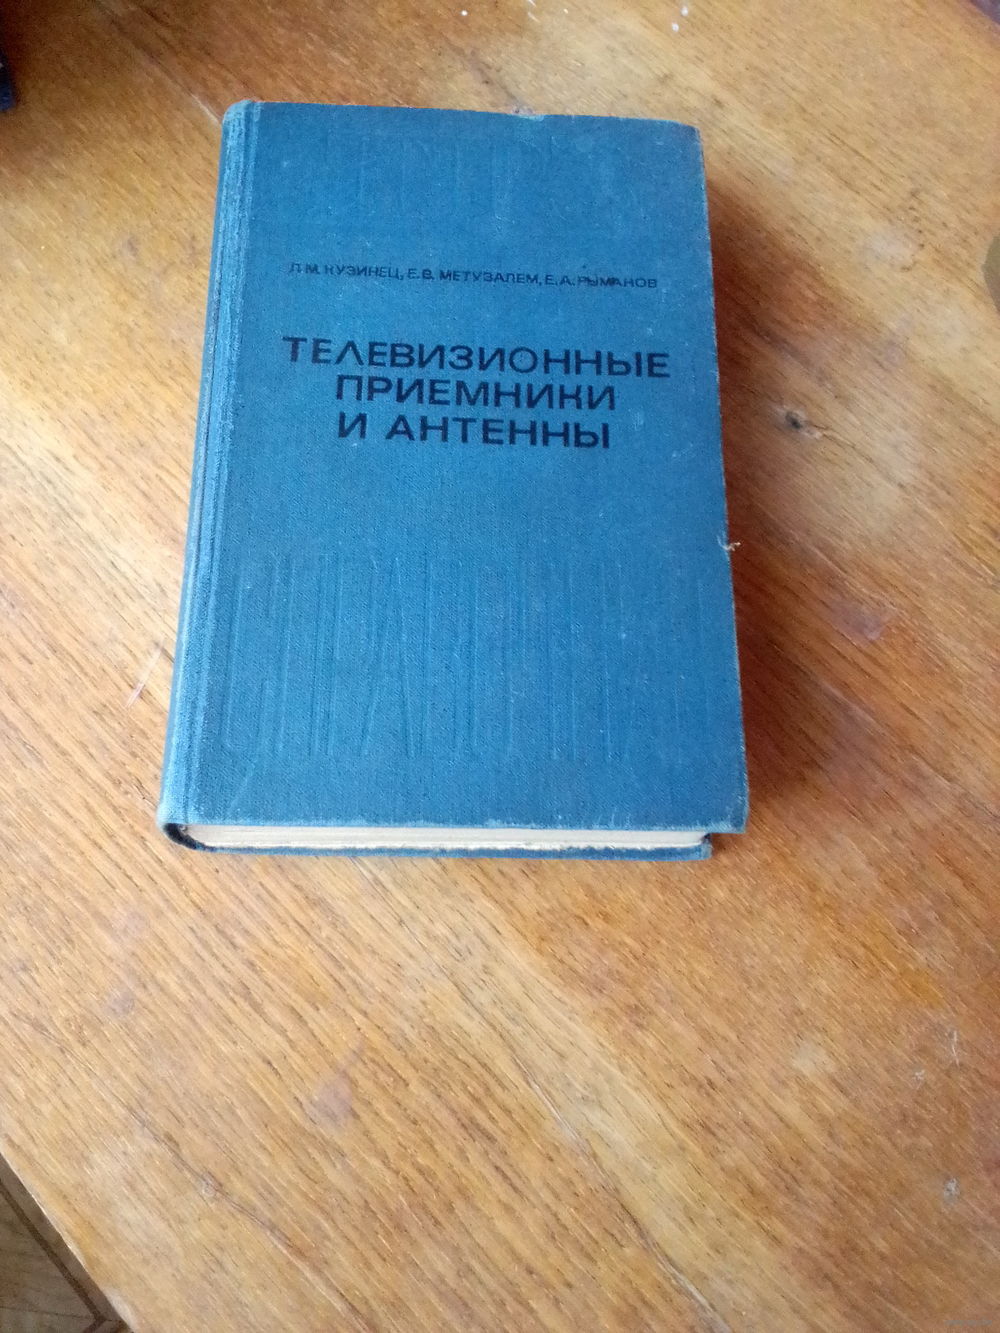 Л. М. КУЗИНЕЦ, Е. В. МЕТУЗАЛЕМ, Е. А. РЫМАНОВ
ТЕЛЕВИЗИОННЫЕ
ПРИЕМНИКИ
И АНТЕННЫ